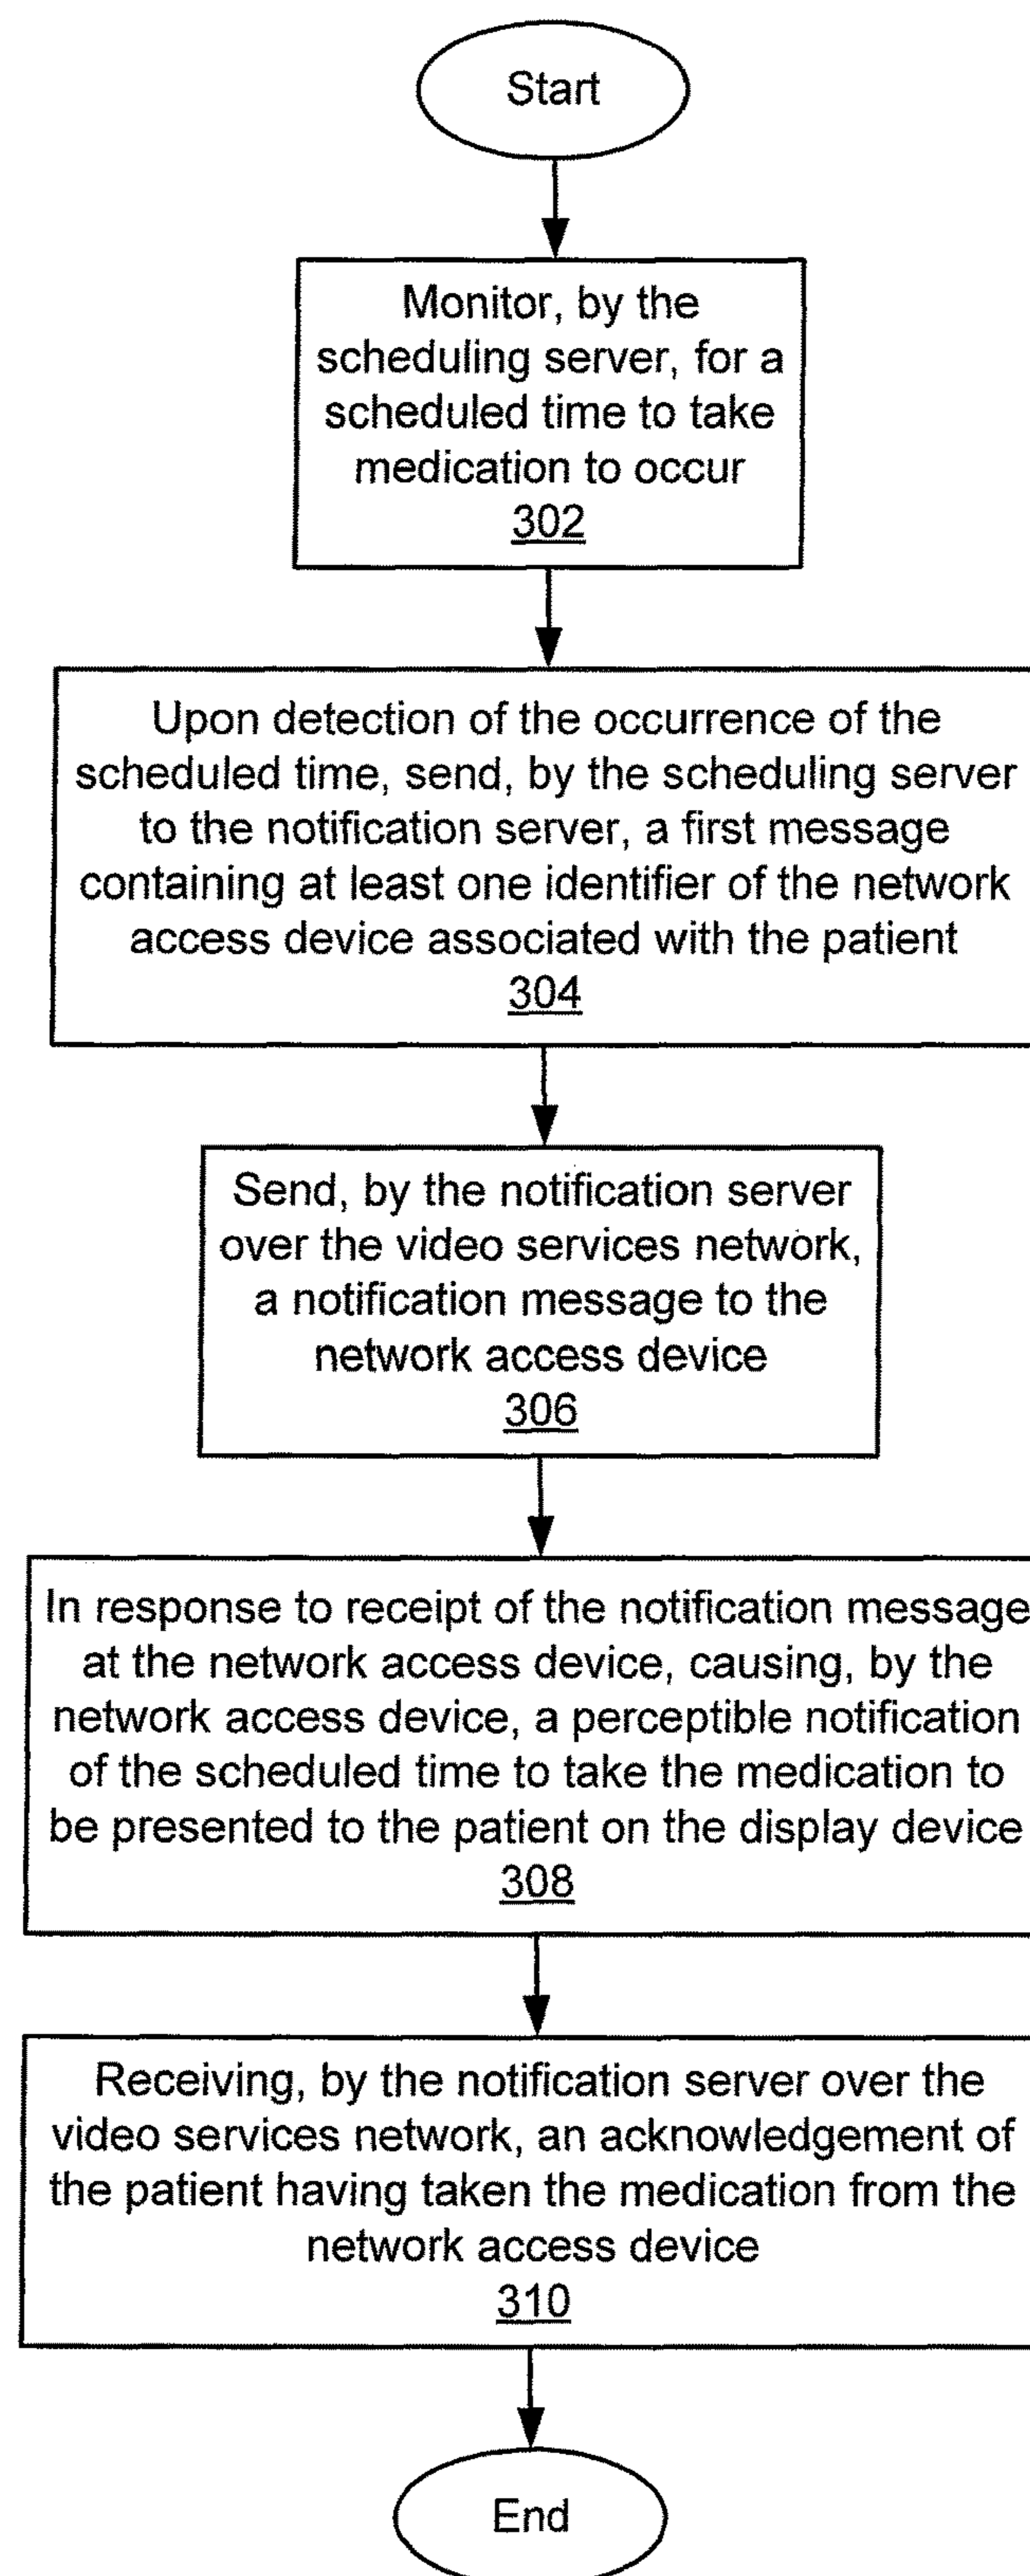 Start
Monitor, by the
scheduling server, for a
scheduled time to take
medication to occur
302
Upon detection of the occurrence of the
scheduled time, send, by the scheduling server
to the notification server, a first message
containing at least one identifier of the network
access device associated with the patient
304
Send, by the notification server
over the video services network,
a notification message to the
network access device
306
In response to receipt of the notification message
at the network access device, causing, by the
network access device, a perceptible notification
of the scheduled time to take the medication to
be presented to the patient on the display device
308
Receiving, by the notification server over the
video services network, an acknowledgement of
the patient having taken the medication from the
network access device
310
End